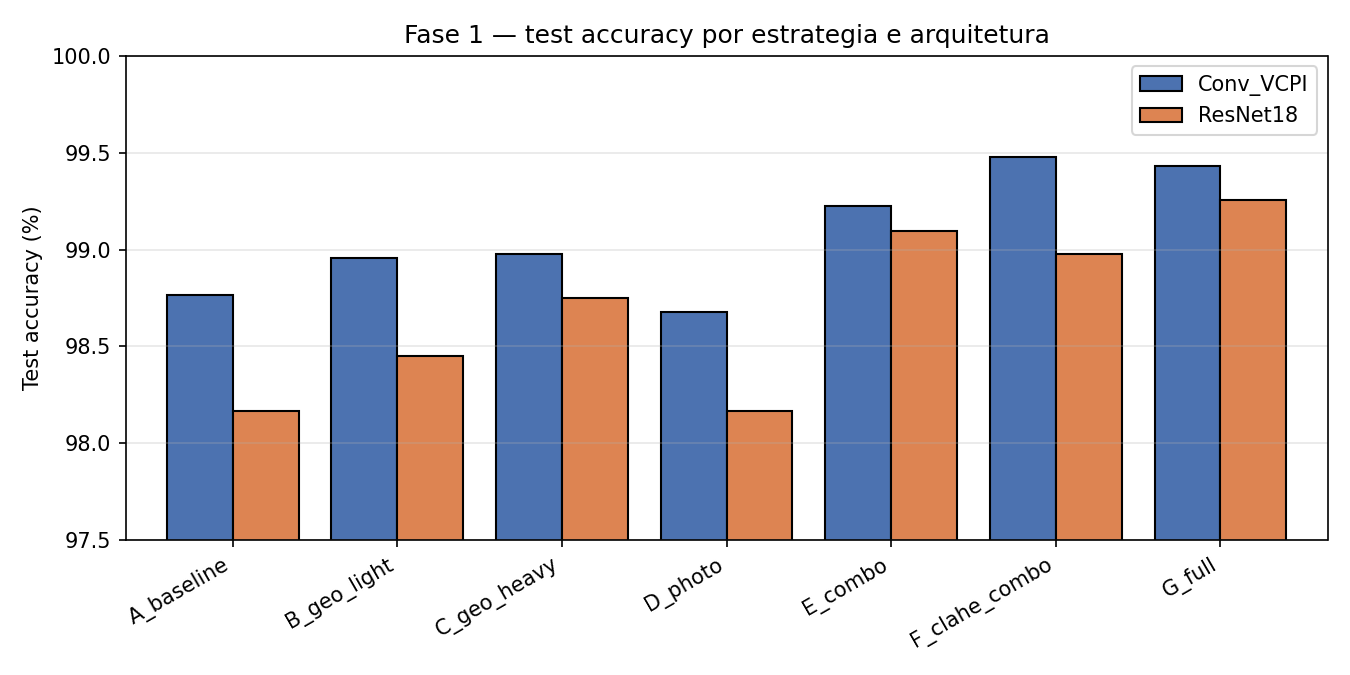 Fase 1 — test accuracy por estrategia e arquitetura
100.0
99.5
99.0
98.5
98.0
97.5
Test accuracy (%)
Conv_VCPI
ResNet18
A_baseline
B_geo_light
C_geo_heavy
D_photo
E_combo
F_clahe_combo
G_full